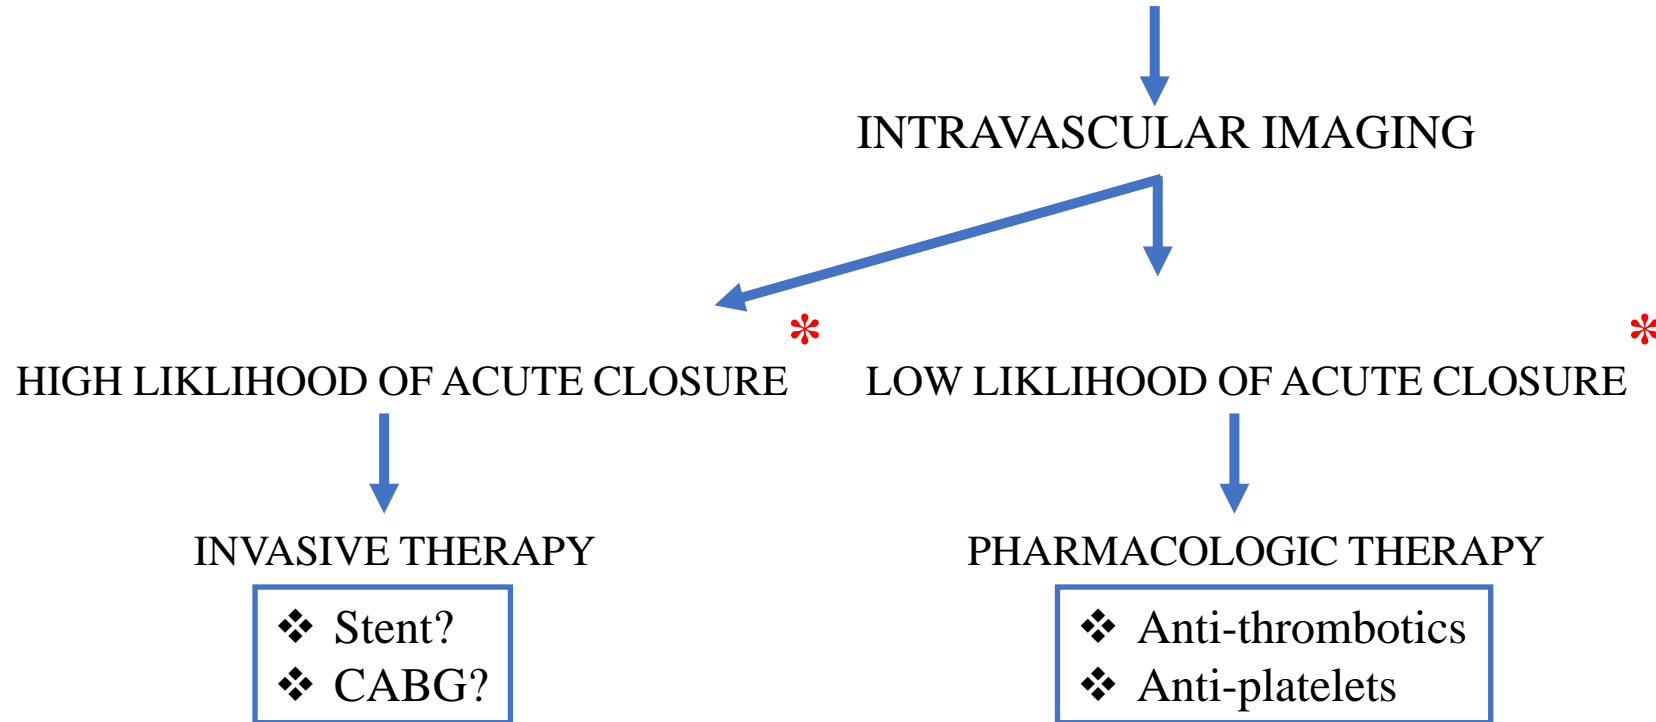 INTRAVASCULAR IMAGING
* *
HIGH LIKLIHOOD OF ACUTE CLOSURE LOW LIKLIHOOD OF ACUTE CLOSURE
INVASIVE THERAPY PHARMACOLOGIC THERAPY
❖ Stent? ❖ Anti-thrombotics
❖ CABG? ❖ Anti-platelets